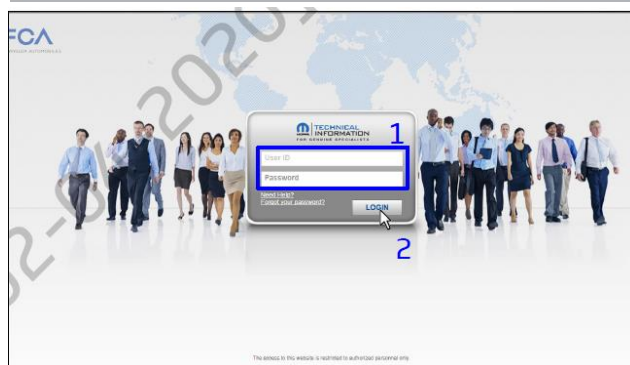 FCA
TECHNICAL
INFORMATION
FOR VENDING SPECIALISTS
1
User ID
Password
Need Help?
Forgot your password?
LOGIN
2
The access to this website is restricted to authorized personnel only.